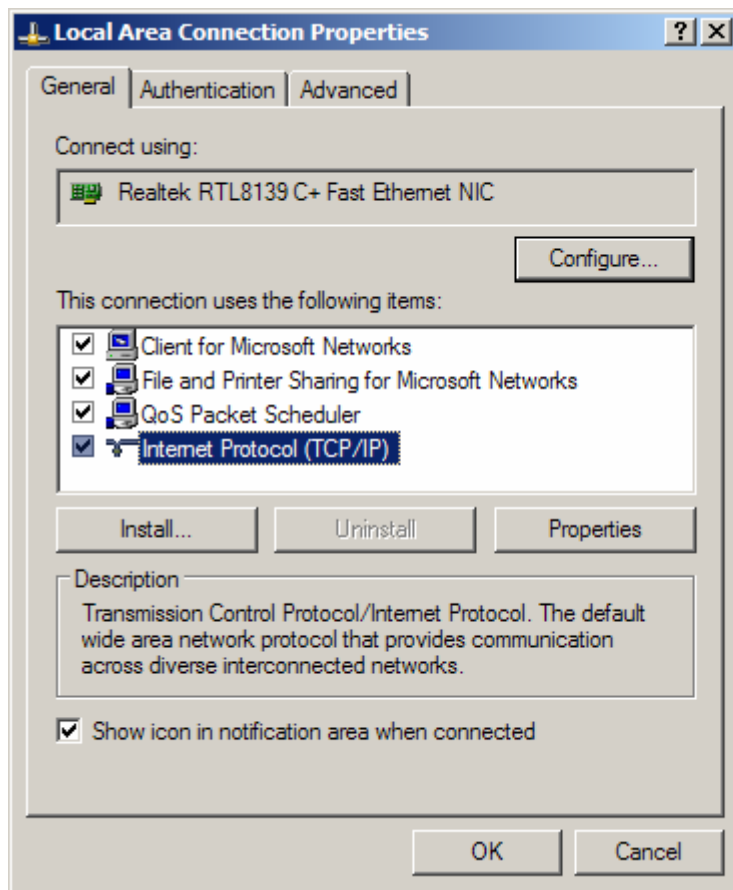 Local Area Connection Properties
General Authentication Advanced
Connect using:
Realtek RTL8139 C+ Fast Ethernet NIC
Configure...
This connection uses the following items:
Client for Microsoft Networks
File and Printer Sharing for Microsoft Networks
QoS Packet Scheduler
Internet Protocol (TCP/IP)
Install... Uninstall Properties
Description
Transmission Control Protocol/Internet Protocol. The default
wide area network protocol that provides communication
across diverse interconnected networks.
Show icon in notification area when connected
OK Cancel